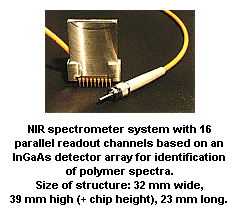 NIR spectrometer system with 16
parallel readout channels based on an
InGaAs detector array for identification
of polymer spectra.
Size of structure: 32 mm wide,
39 mm high (+ chip height), 23 mm long.